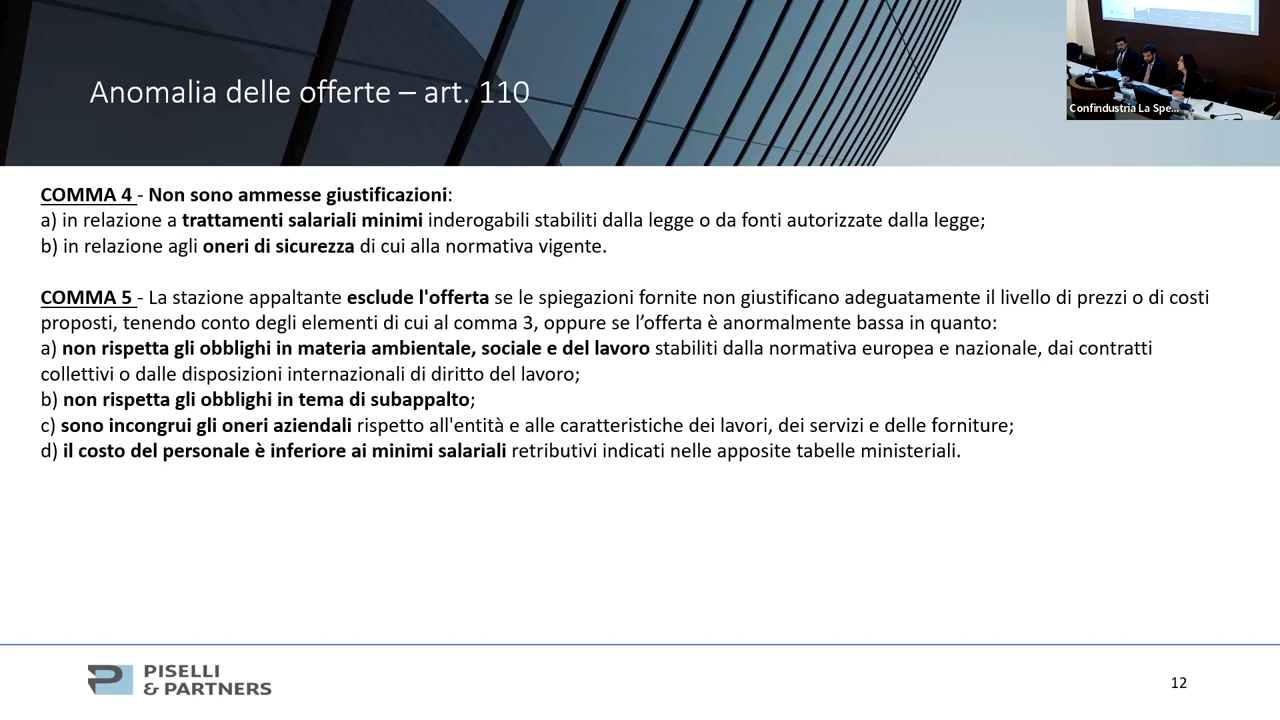 Anomalia delle offerte – art. 110
Confindustria La Spe...
COMMA 4 - Non sono ammesse giustificazioni:
a) in relazione a trattamenti salariali minimi inderogabili stabiliti dalla legge o da fonti autorizzate dalla legge;
b) in relazione agli oneri di sicurezza di cui alla normativa vigente.
COMMA 5 - La stazione appaltante esclude l'offerta se le spiegazioni fornite non giustificano adeguatamente il livello di prezzi o di costi
proposti, tenendo conto degli elementi di cui al comma 3, oppure se l’offerta è anormalmente bassa in quanto:
a) non rispetta gli obblighi in materia ambientale, sociale e del lavoro stabiliti dalla normativa europea e nazionale, dai contratti
collettivi o dalle disposizioni internazionali di diritto del lavoro;
b) non rispetta gli obblighi in tema di subappalto;
c) sono incongrui gli oneri aziendali rispetto all'entità e alle caratteristiche dei lavori, dei servizi e delle forniture;
d) il costo del personale è inferiore ai minimi salariali retributivi indicati nelle apposite tabelle ministeriali.
PISELLI
& PARTNERS
12